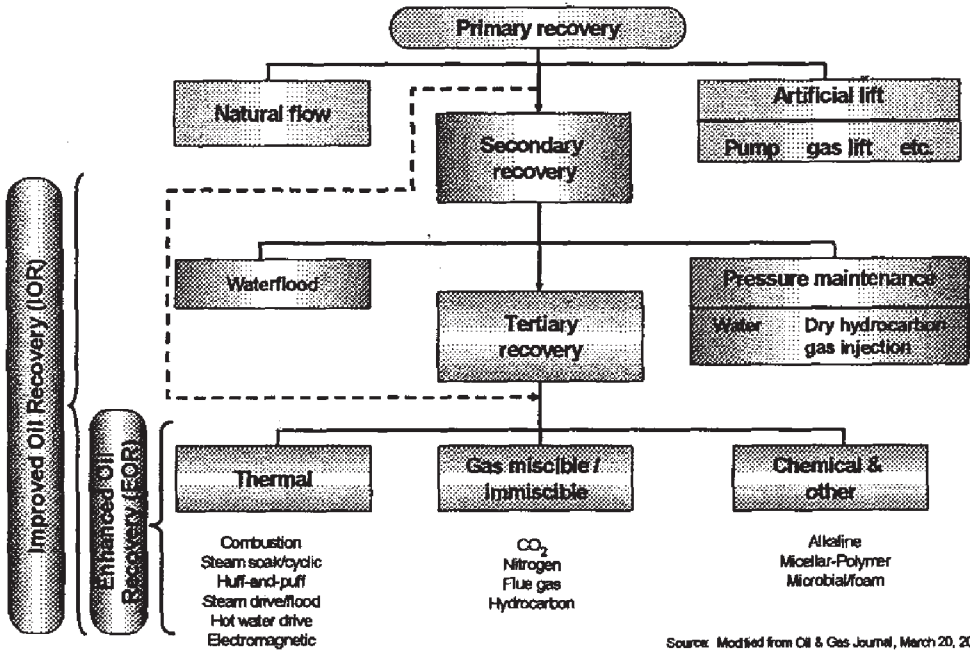 Primary recovery
Natural flow
Artificial lift
Pump gas lift etc.
Secondary
recovery
Improved Oil Recovery (IOR)
Waterflood
Pressure maintenance
Water Dry hydrocarbon
gas injection
Tertiary
recovery
Enhanced Oil
Recovery (EOR)
Thermal
Gas miscible /
Immiscible
Chemical &
other
Combustion
Steam soak/cyclic
Huff-and-puff
Steam drive/flood
Hot water drive
Electromagnetic
CO₂
Nitrogen
Flue gas
Hydrocarbon
Alkaline
Micellar-Polymer
Microbial/foam
Source: Modified from Oil & Gas Journal, March 20, 20